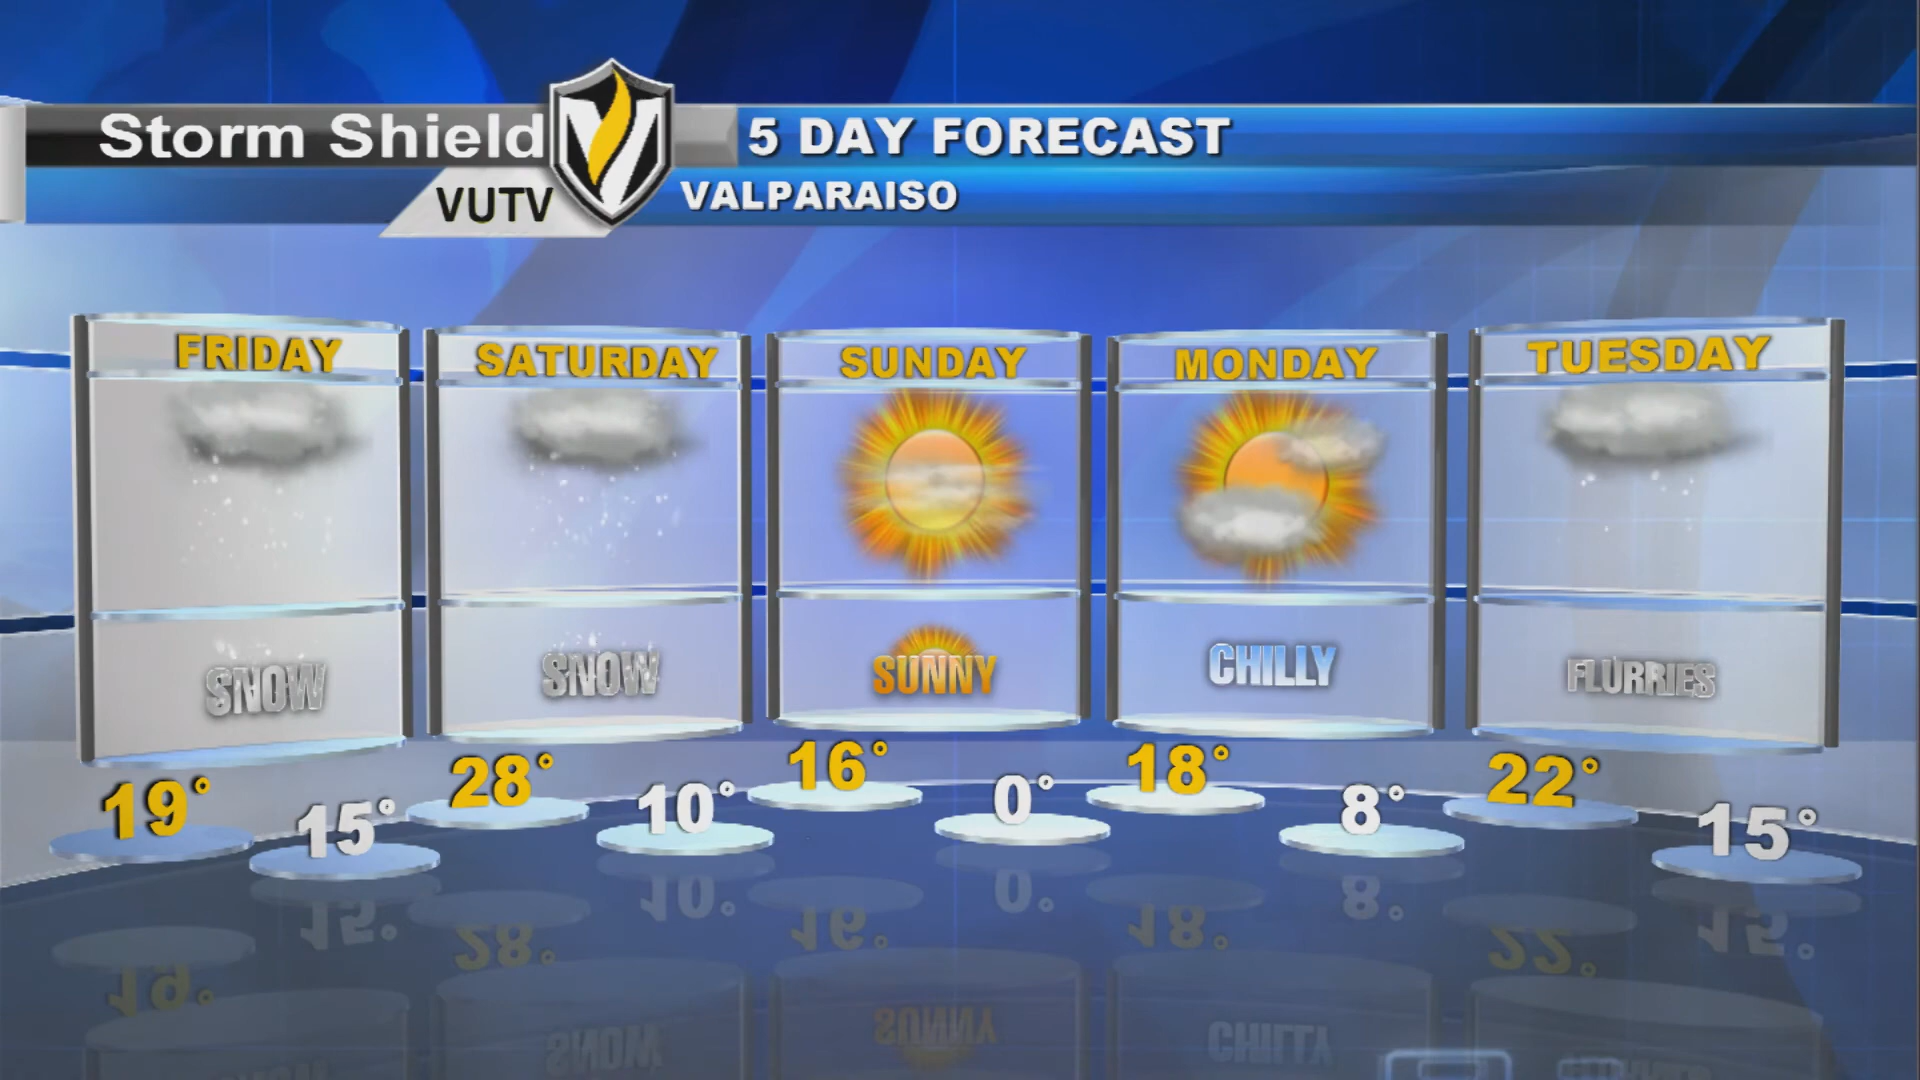 Storm Shield
VUTV
5 DAY FORECAST
VALPARAISO
FRIDAY
SNOW
19° 15°
SATURDAY
SNOW
28° 10°
SUNDAY
SUNNY
16° 0°
MONDAY
CHILLY
18° 8°
TUESDAY
FLURRIES
22° 15°